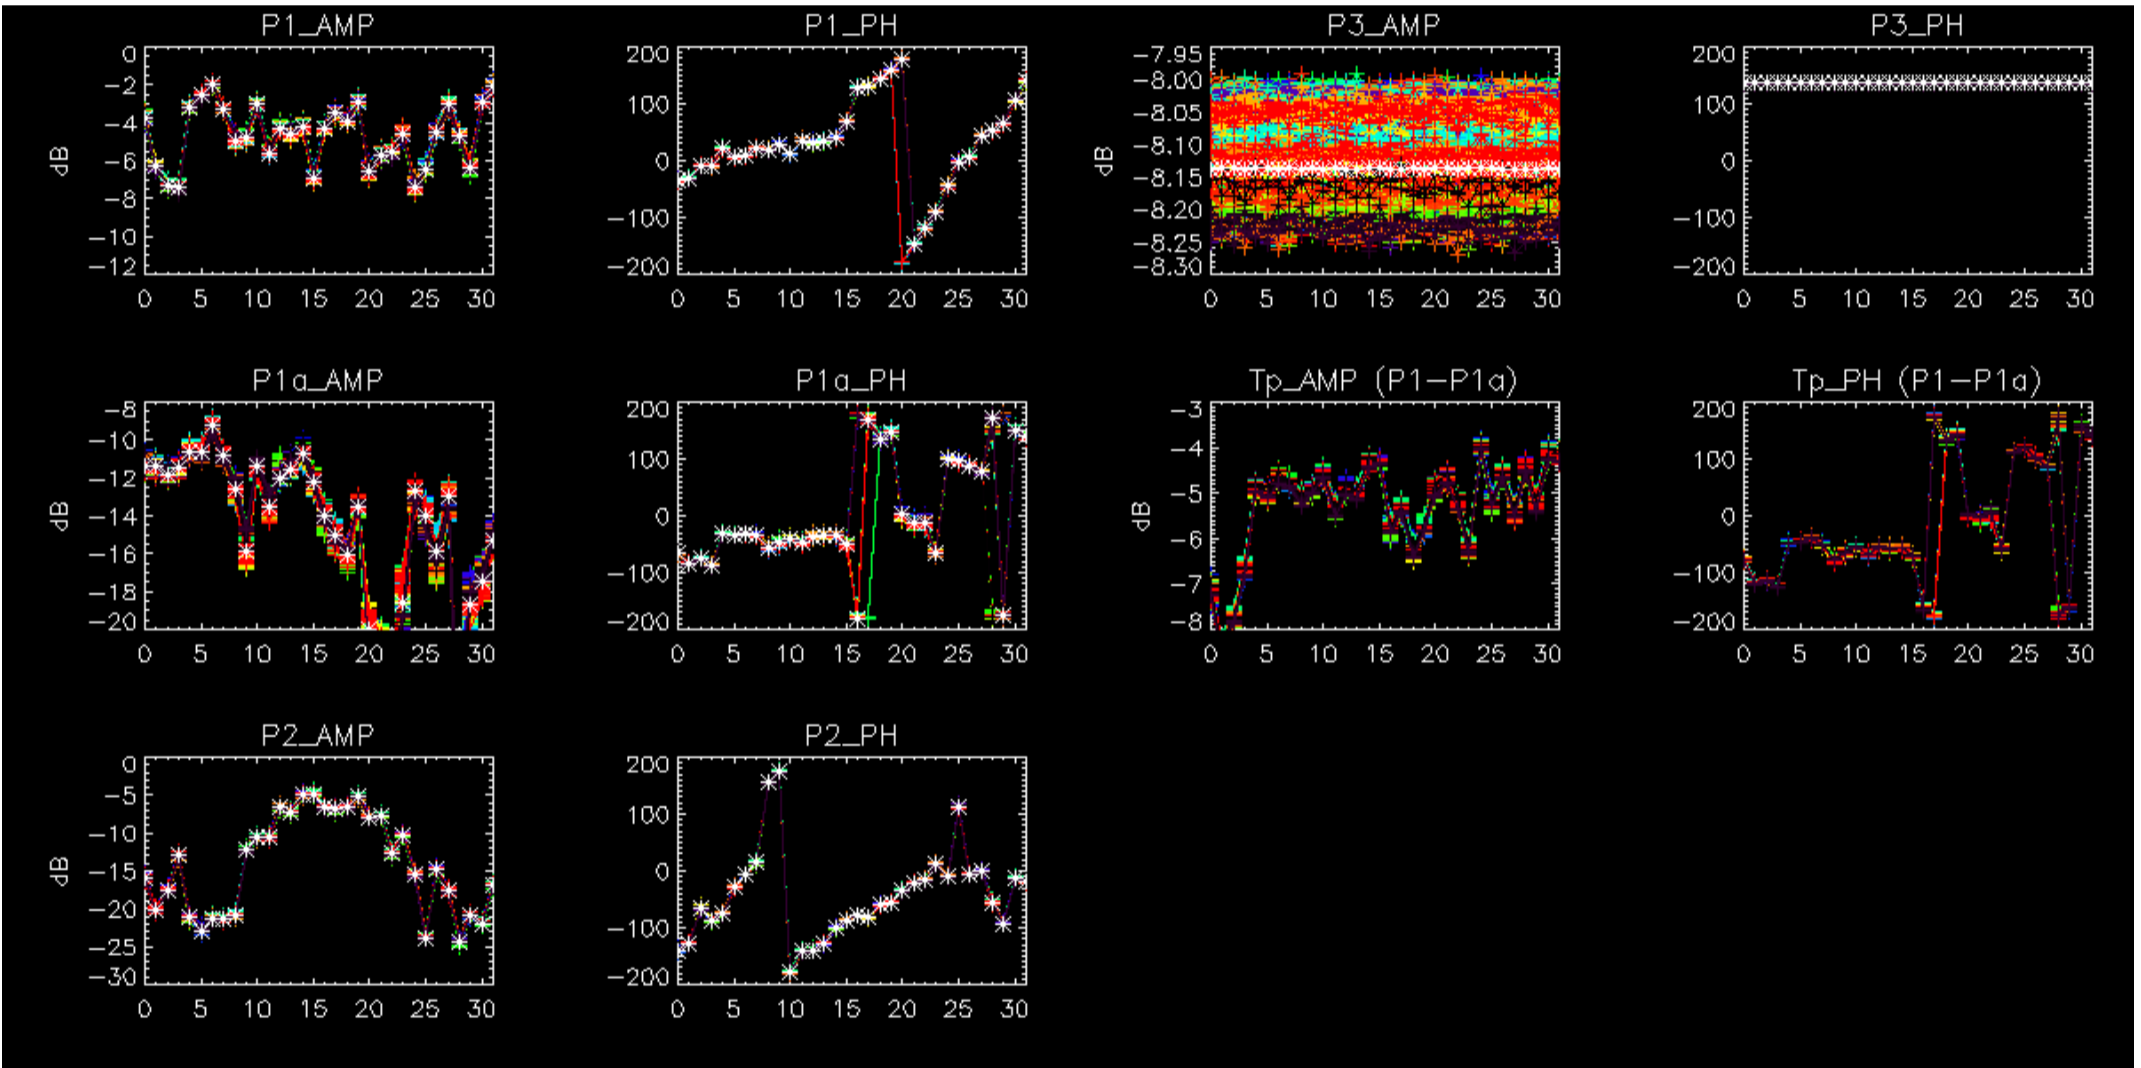 P1_AMP
P1_PH
P3_AMP
P3_PH
dB
0
−2
−4
−6
−8
−10
−12
0 5 10 15 20 25 30
200
100
0
−100
−200
0 5 10 15 20 25 30
dB
−7.95
−8.00
−8.05
−8.10
−8.15
−8.20
−8.25
−8.30
0 5 10 15 20 25 30
200
100
0
−100
−200
0 5 10 15 20 25 30
P1a_AMP
P1a_PH
Tp_AMP (P1−P1a)
Tp_PH (P1−P1a)
dB
−8
−10
−12
−14
−16
−18
−20
0 5 10 15 20 25 30
200
100
0
−100
−200
0 5 10 15 20 25 30
dB
−3
−4
−5
−6
−7
−8
0 5 10 15 20 25 30
200
100
0
−100
−200
0 5 10 15 20 25 30
P2_AMP
P2_PH
dB
0
−5
−10
−15
−20
−25
−30
0 5 10 15 20 25 30
200
100
0
−100
−200
0 5 10 15 20 25 30